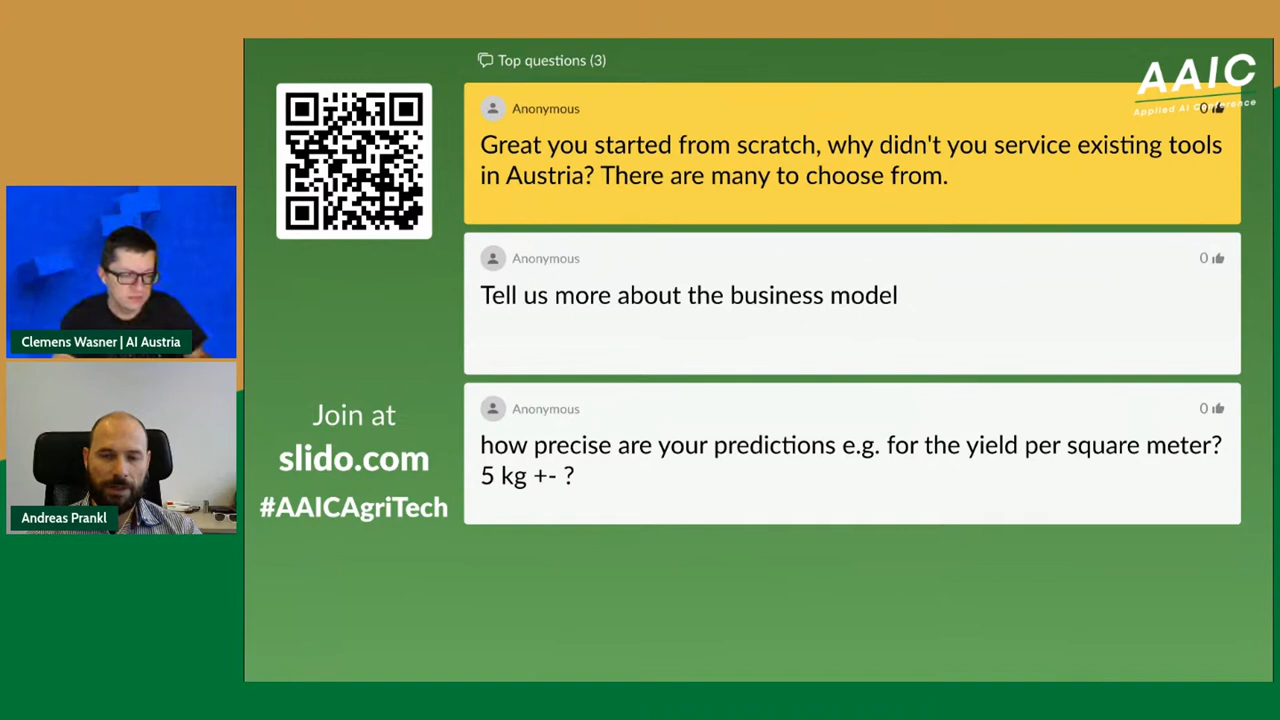 Top questions (3)
AAIC
Applied AI Conference
Anonymous
0
Great you started from scratch, why didn't you service existing tools
in Austria? There are many to choose from.
Anonymous
0
Tell us more about the business model
Anonymous
0
how precise are your predictions e.g. for the yield per square meter?
5 kg +- ?
Clemens Wasner | AI Austria
Andreas Prankl
Join at
slido.com
#AAICAgriTech